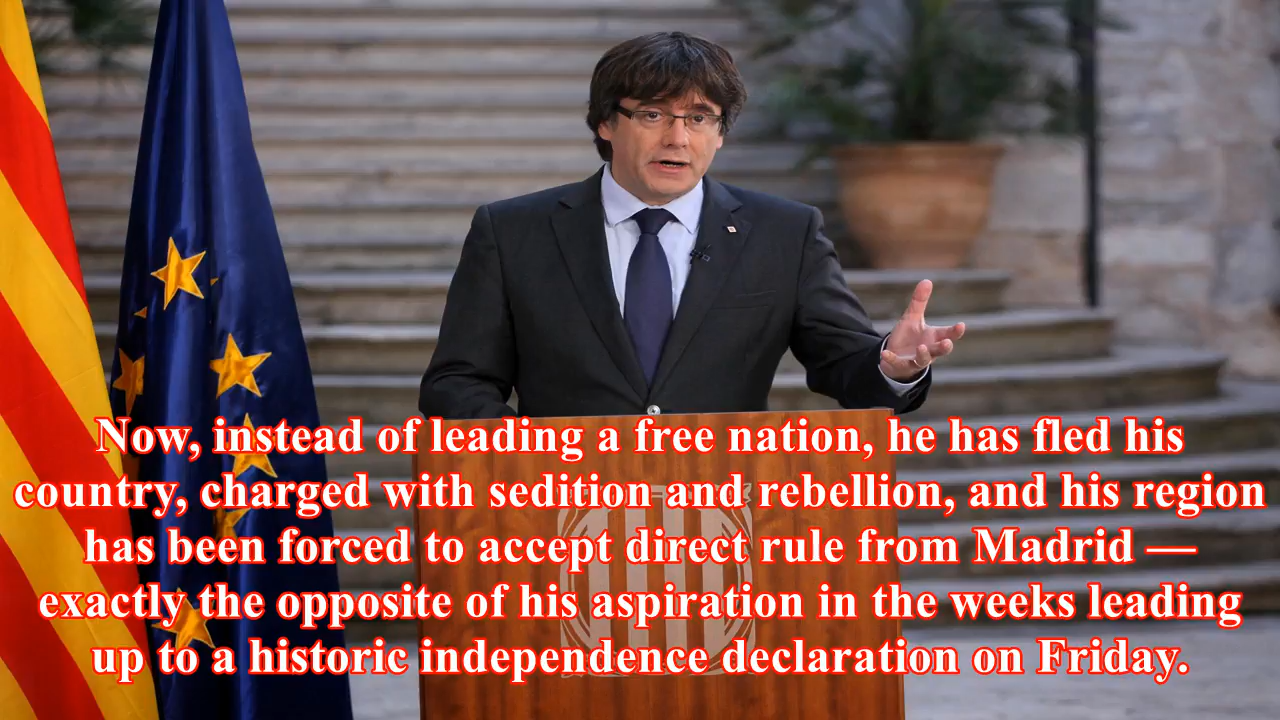 Now, instead of leading a free nation, he has fled his
country, charged with sedition and rebellion, and his region
has been forced to accept direct rule from Madrid —
exactly the opposite of his aspiration in the weeks leading
up to a historic independence declaration on Friday.